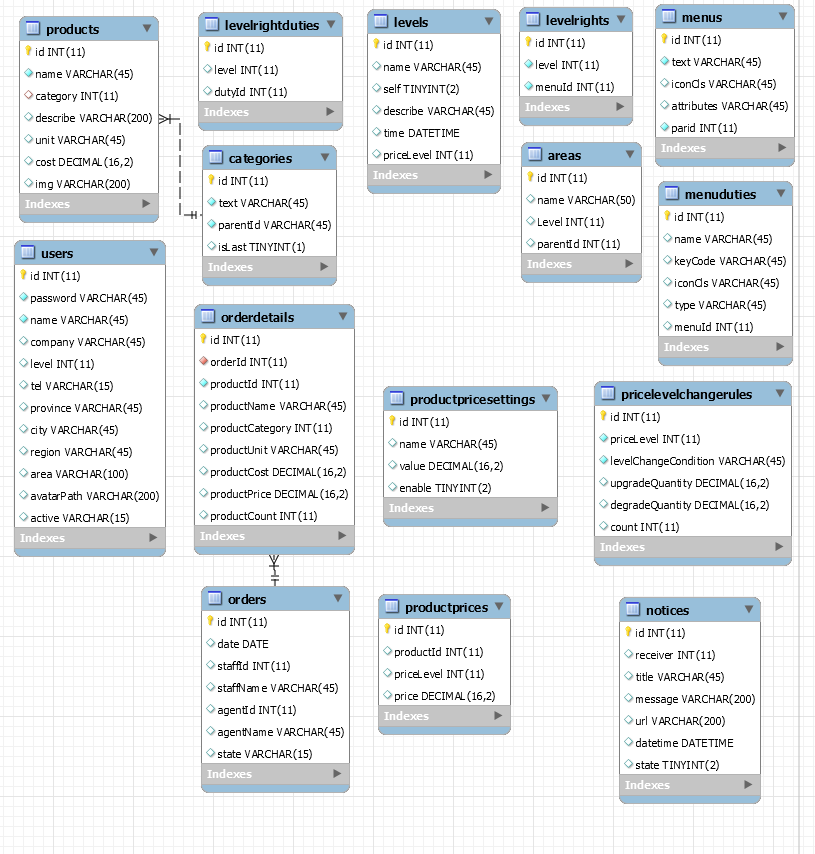 products
id INT(11)
name VARCHAR(45)
category INT(11)
describe VARCHAR(200)
unit VARCHAR(45)
cost DECIMAL(16,2)
img VARCHAR(200)
Indexes
levelrightduties
id INT(11)
level INT(11)
dutyId INT(11)
Indexes
levels
id INT(11)
name VARCHAR(45)
self TINYINT(2)
describe VARCHAR(45)
time DATETIME
priceLevel INT(11)
Indexes
levelrights
id INT(11)
level INT(11)
menuId INT(11)
Indexes
menus
id INT(11)
text VARCHAR(45)
iconCls VARCHAR(45)
attributes VARCHAR(45)
parid INT(11)
Indexes
categories
id INT(11)
text VARCHAR(45)
parentId VARCHAR(45)
isLast TINYINT(1)
Indexes
areas
id INT(11)
name VARCHAR(50)
Level INT(11)
parentId INT(11)
Indexes
menuduties
id INT(11)
name VARCHAR(45)
keyCode VARCHAR(45)
iconCls VARCHAR(45)
type VARCHAR(45)
menuId INT(11)
Indexes
users
id INT(11)
password VARCHAR(45)
name VARCHAR(45)
company VARCHAR(45)
level INT(11)
tel VARCHAR(15)
province VARCHAR(45)
city VARCHAR(45)
region VARCHAR(45)
area VARCHAR(100)
avatarPath VARCHAR(200)
active VARCHAR(15)
Indexes
orderdetails
id INT(11)
orderId INT(11)
productId INT(11)
productName VARCHAR(45)
productCategory INT(11)
productUnit VARCHAR(45)
productCost DECIMAL(16,2)
productPrice DECIMAL(16,2)
productCount INT(11)
Indexes
productpricesettings
id INT(11)
name VARCHAR(45)
value DECIMAL(16,2)
enable TINYINT(2)
Indexes
pricelevelchangerules
id INT(11)
priceLevel INT(11)
levelChangeCondition VARCHAR(45)
upgradeQuantity DECIMAL(16,2)
degradeQuantity DECIMAL(16,2)
count INT(11)
Indexes
orders
id INT(11)
date DATE
staffId INT(11)
staffName VARCHAR(45)
agentId INT(11)
agentName VARCHAR(45)
state VARCHAR(15)
Indexes
productprices
id INT(11)
productId INT(11)
priceLevel INT(11)
price DECIMAL(16,2)
Indexes
notices
id INT(11)
receiver INT(11)
title VARCHAR(45)
message VARCHAR(200)
url VARCHAR(200)
datetime DATETIME
state TINYINT(2)
Indexes